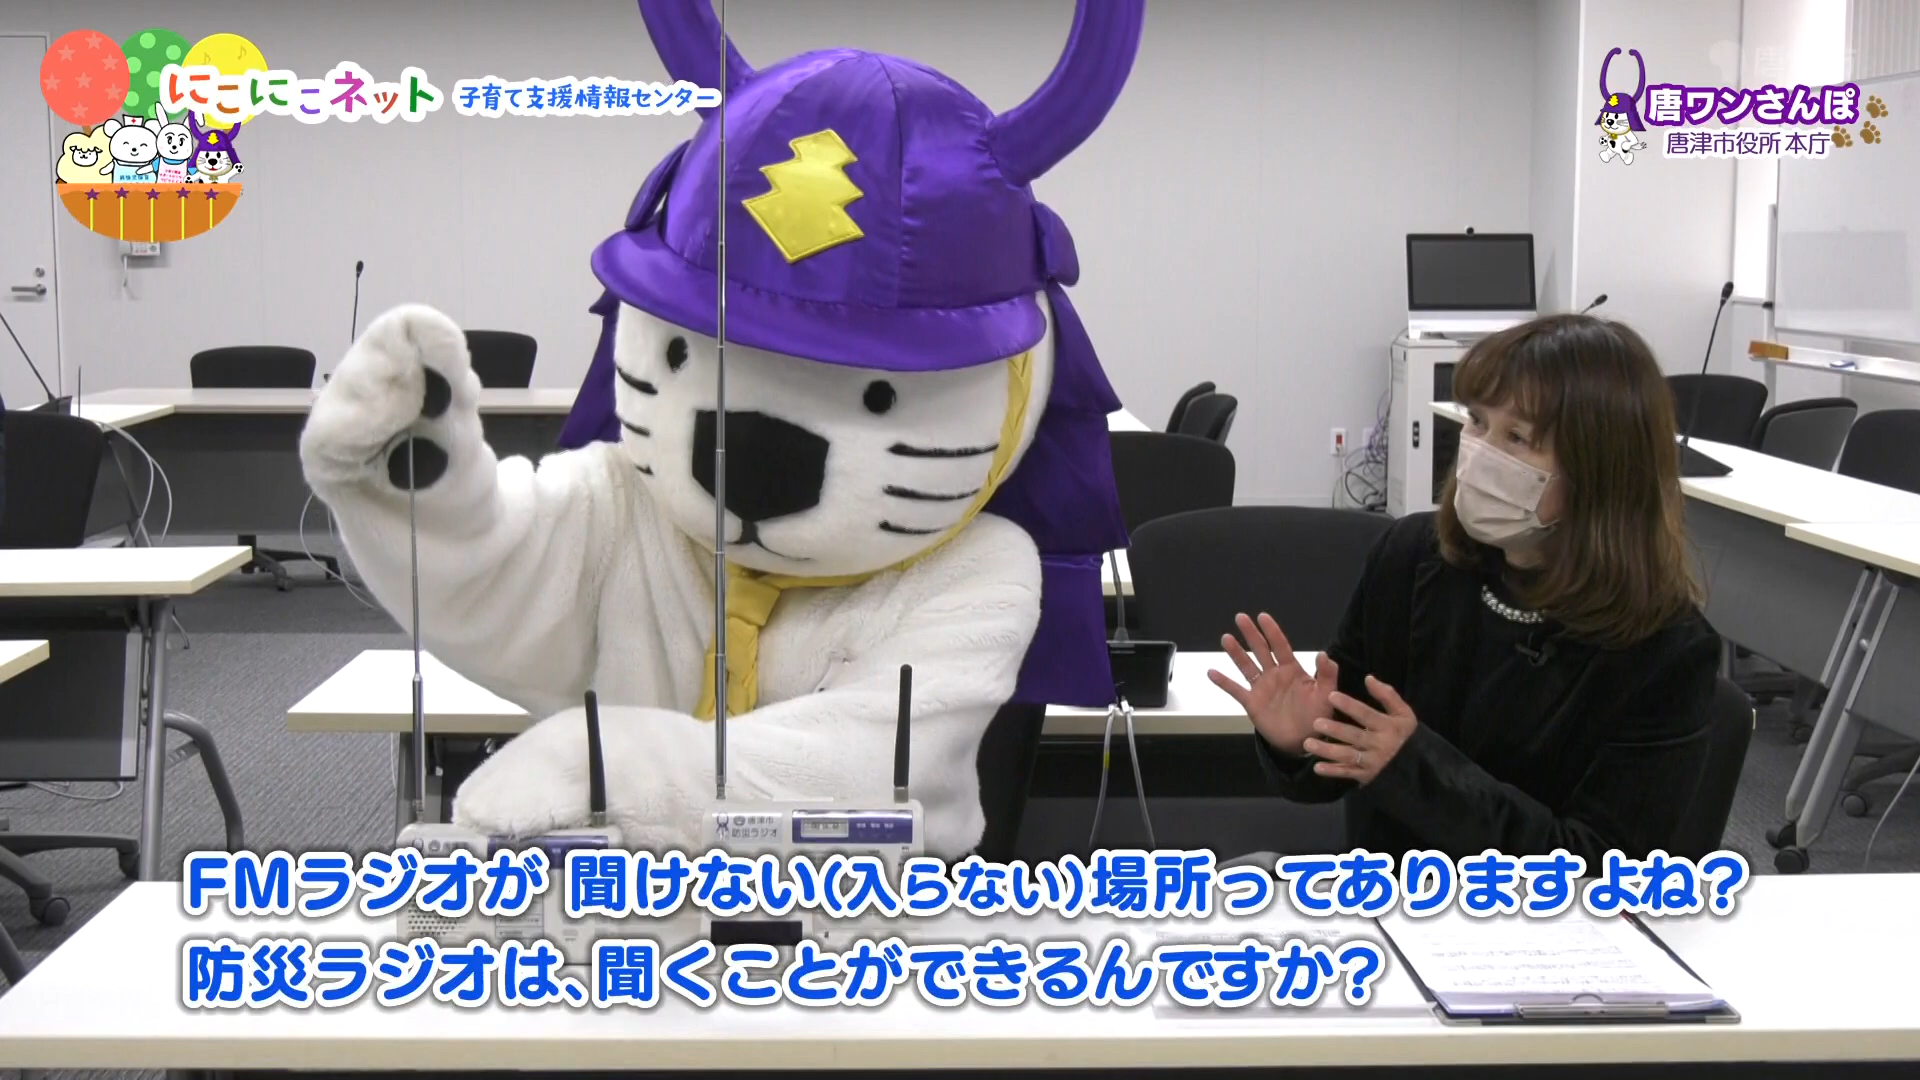 にこにこネット 子育て支援情報センター
唐ワンさんぽ
唐津市役所 本庁
唐津市
防災ラジオ
FMラジオが 聞けない(入らない)場所ってありますよね?
防災ラジオは、聞くことができるんですか?